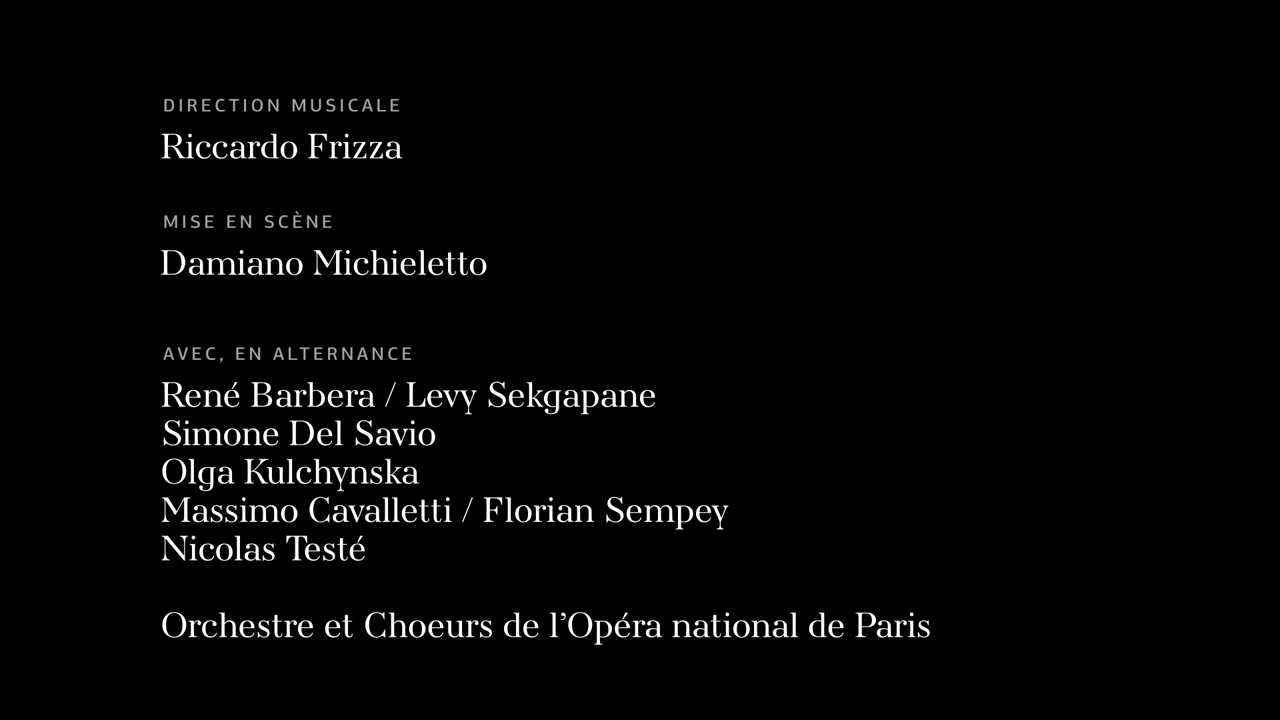 DIRECTION MUSICALE
Riccardo Frizza
MISE EN SCÈNE
Damiano Michieletto
AVEC, EN ALTERNANCE
René Barbera / Levy Sekgapane
Simone Del Savio
Olga Kulchynska
Massimo Cavalletti / Florian Sempey
Nicolas Testé
Orchestre et Choeurs de l’Opéra national de Paris